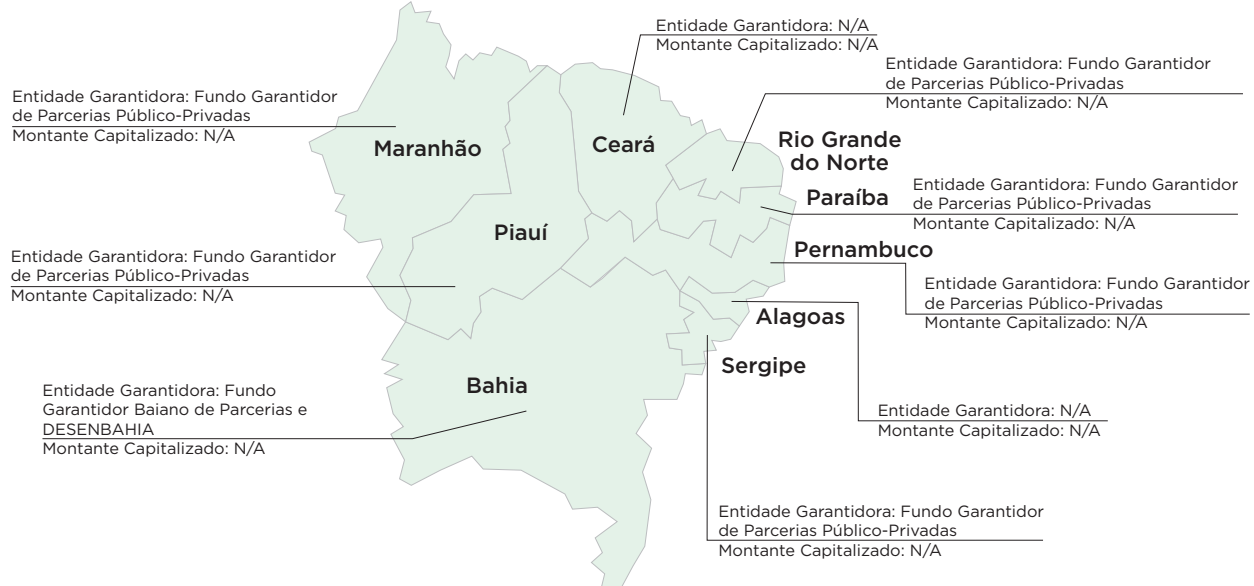 Entidade Garantidora: N/A
Montante Capitalizado: N/A
Entidade Garantidora: Fundo Garantidor
de Parcerias Público-Privadas
Montante Capitalizado: N/A
Entidade Garantidora: Fundo Garantidor
de Parcerias Público-Privadas
Montante Capitalizado: N/A
Maranhão
Ceará
Rio Grande
do Norte
Paraíba
Entidade Garantidora: Fundo Garantidor
de Parcerias Público-Privadas
Montante Capitalizado: N/A
Piauí
Pernambuco
Entidade Garantidora: Fundo Garantidor
de Parcerias Público-Privadas
Montante Capitalizado: N/A
Entidade Garantidora: Fundo Garantidor
de Parcerias Público-Privadas
Montante Capitalizado: N/A
Alagoas
Sergipe
Bahia
Entidade Garantidora: Fundo
Garantidor Baiano de Parcerias e
DESENBAHIA
Montante Capitalizado: N/A
Entidade Garantidora: N/A
Montante Capitalizado: N/A
Entidade Garantidora: Fundo Garantidor
de Parcerias Público-Privadas
Montante Capitalizado: N/A